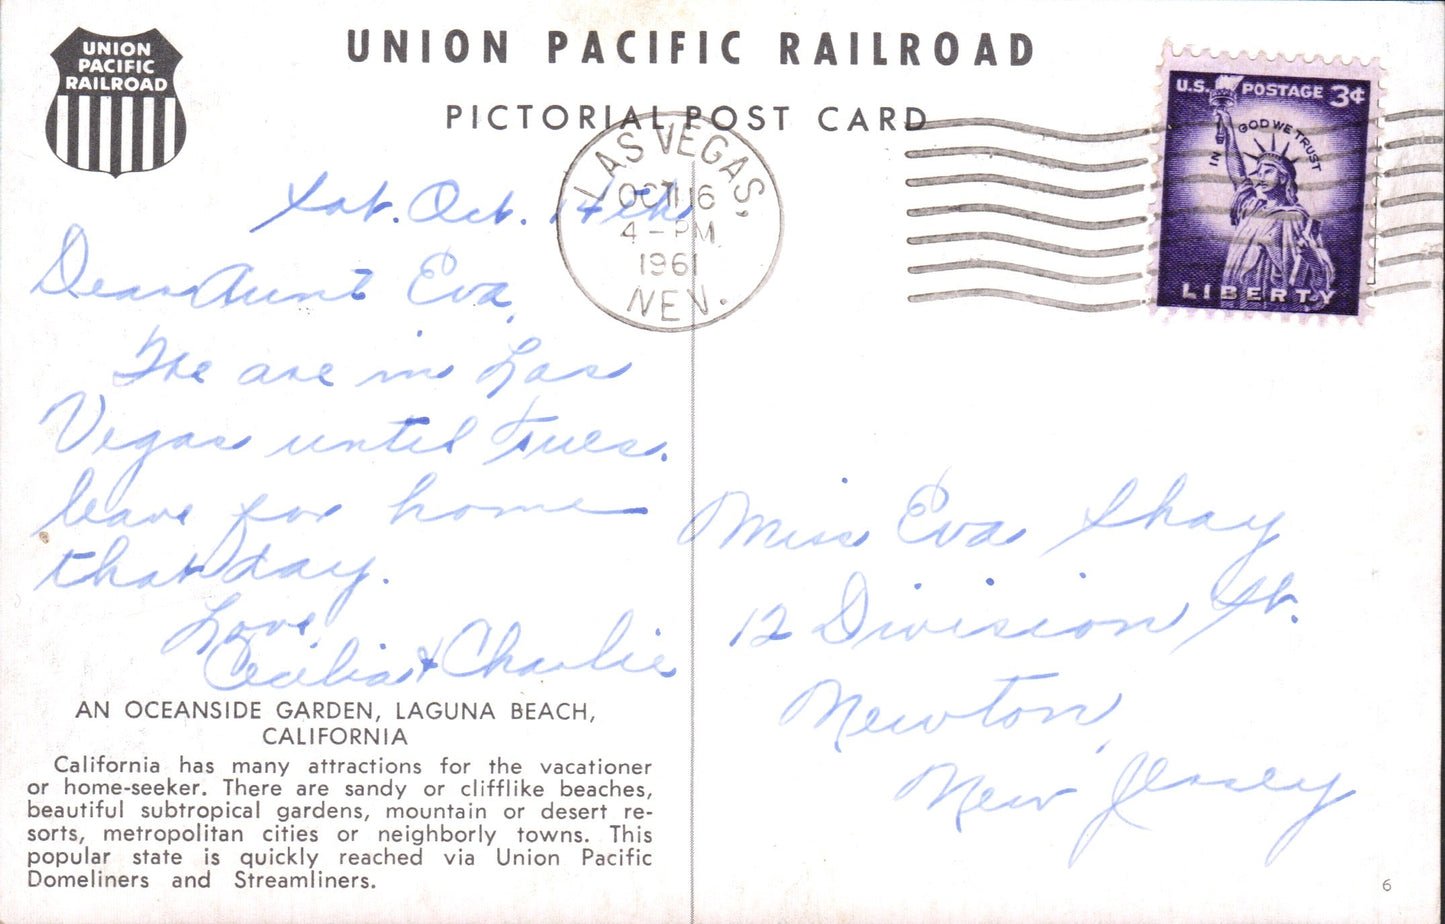 UNION
PACIFIC
RAILROAD
UNION PACIFIC RAILROAD
PICTORIAL POST CARD
LAS VEGAS,
OCT 16
4 - PM
1961
NEV.
U.S. POSTAGE 3¢
IN GOD WE TRUST
LIBERTY
Sat. Oct. 14th
Dear Aunt Eva,
We are in Las
Vegas until Tues.
leave for home
that day.
Love,
Cecilia & Charlie
AN OCEANSIDE GARDEN, LAGUNA BEACH,
CALIFORNIA
California has many attractions for the vacationer
or home-seeker. There are sandy or clifflike beaches,
beautiful subtropical gardens, mountain or desert re-
sorts, metropolitan cities or neighborly towns. This
popular state is quickly reached via Union Pacific
Domeliners and Streamliners.
Miss Eva Shay
12 Division St.
Newton,
New Jersey
6